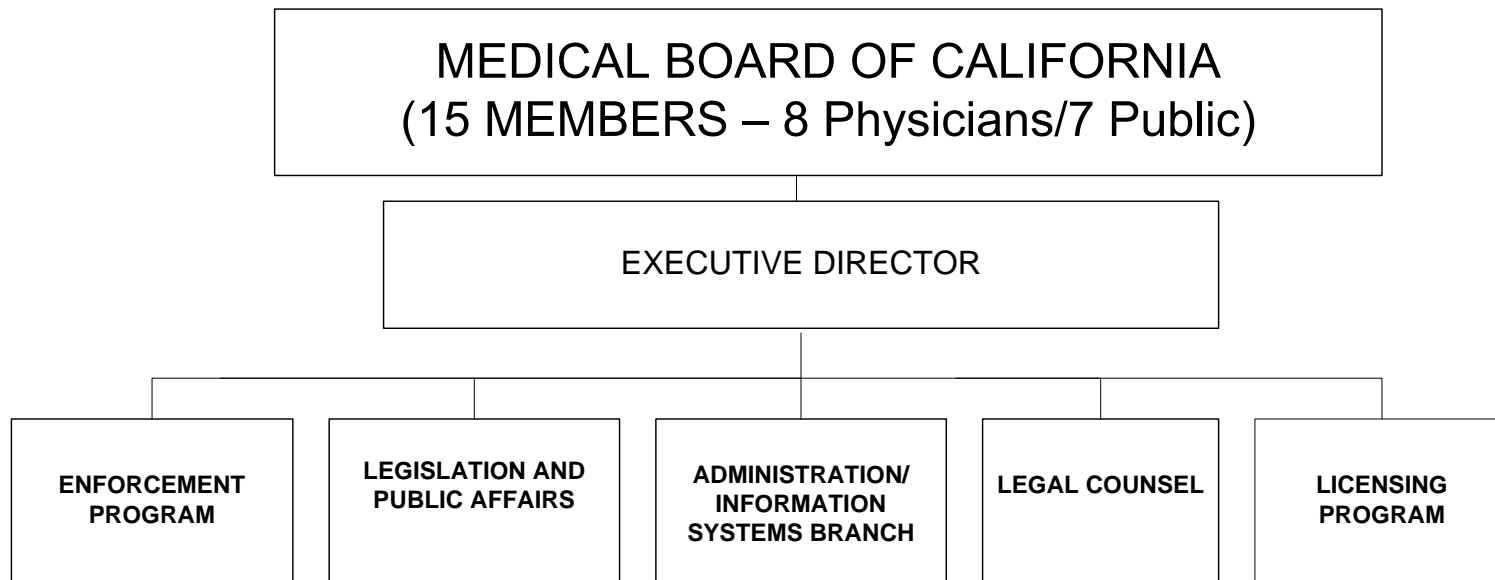 MEDICAL BOARD OF CALIFORNIA
(15 MEMBERS – 8 Physicians/7 Public)
EXECUTIVE DIRECTOR
ENFORCEMENT
PROGRAM
LEGISLATION AND
PUBLIC AFFAIRS
ADMINISTRATION/
INFORMATION
SYSTEMS BRANCH
LEGAL COUNSEL
LICENSING
PROGRAM